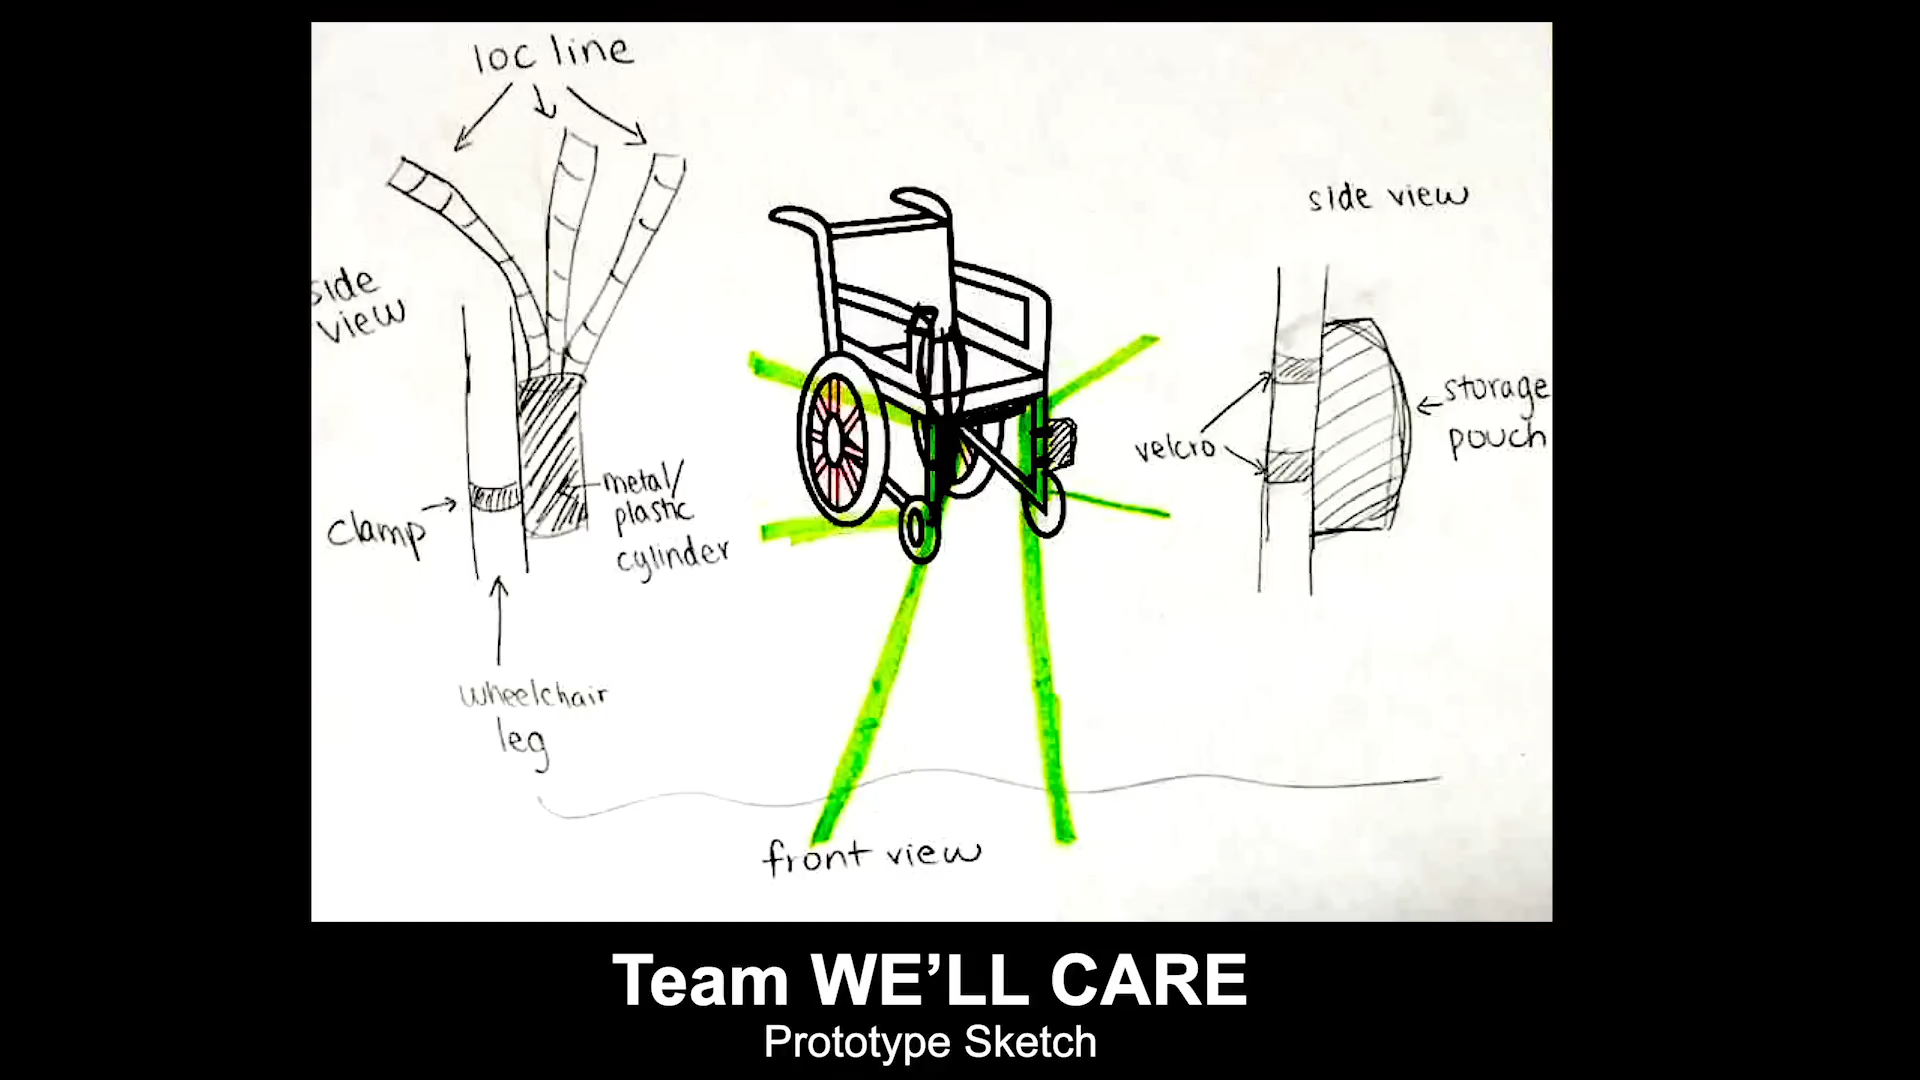 loc line
side
view
clamp
metal/
plastic
cylinder
wheelchair
leg
front view
side view
velcro
storage
pouch
Team WE'LL CARE
Prototype Sketch